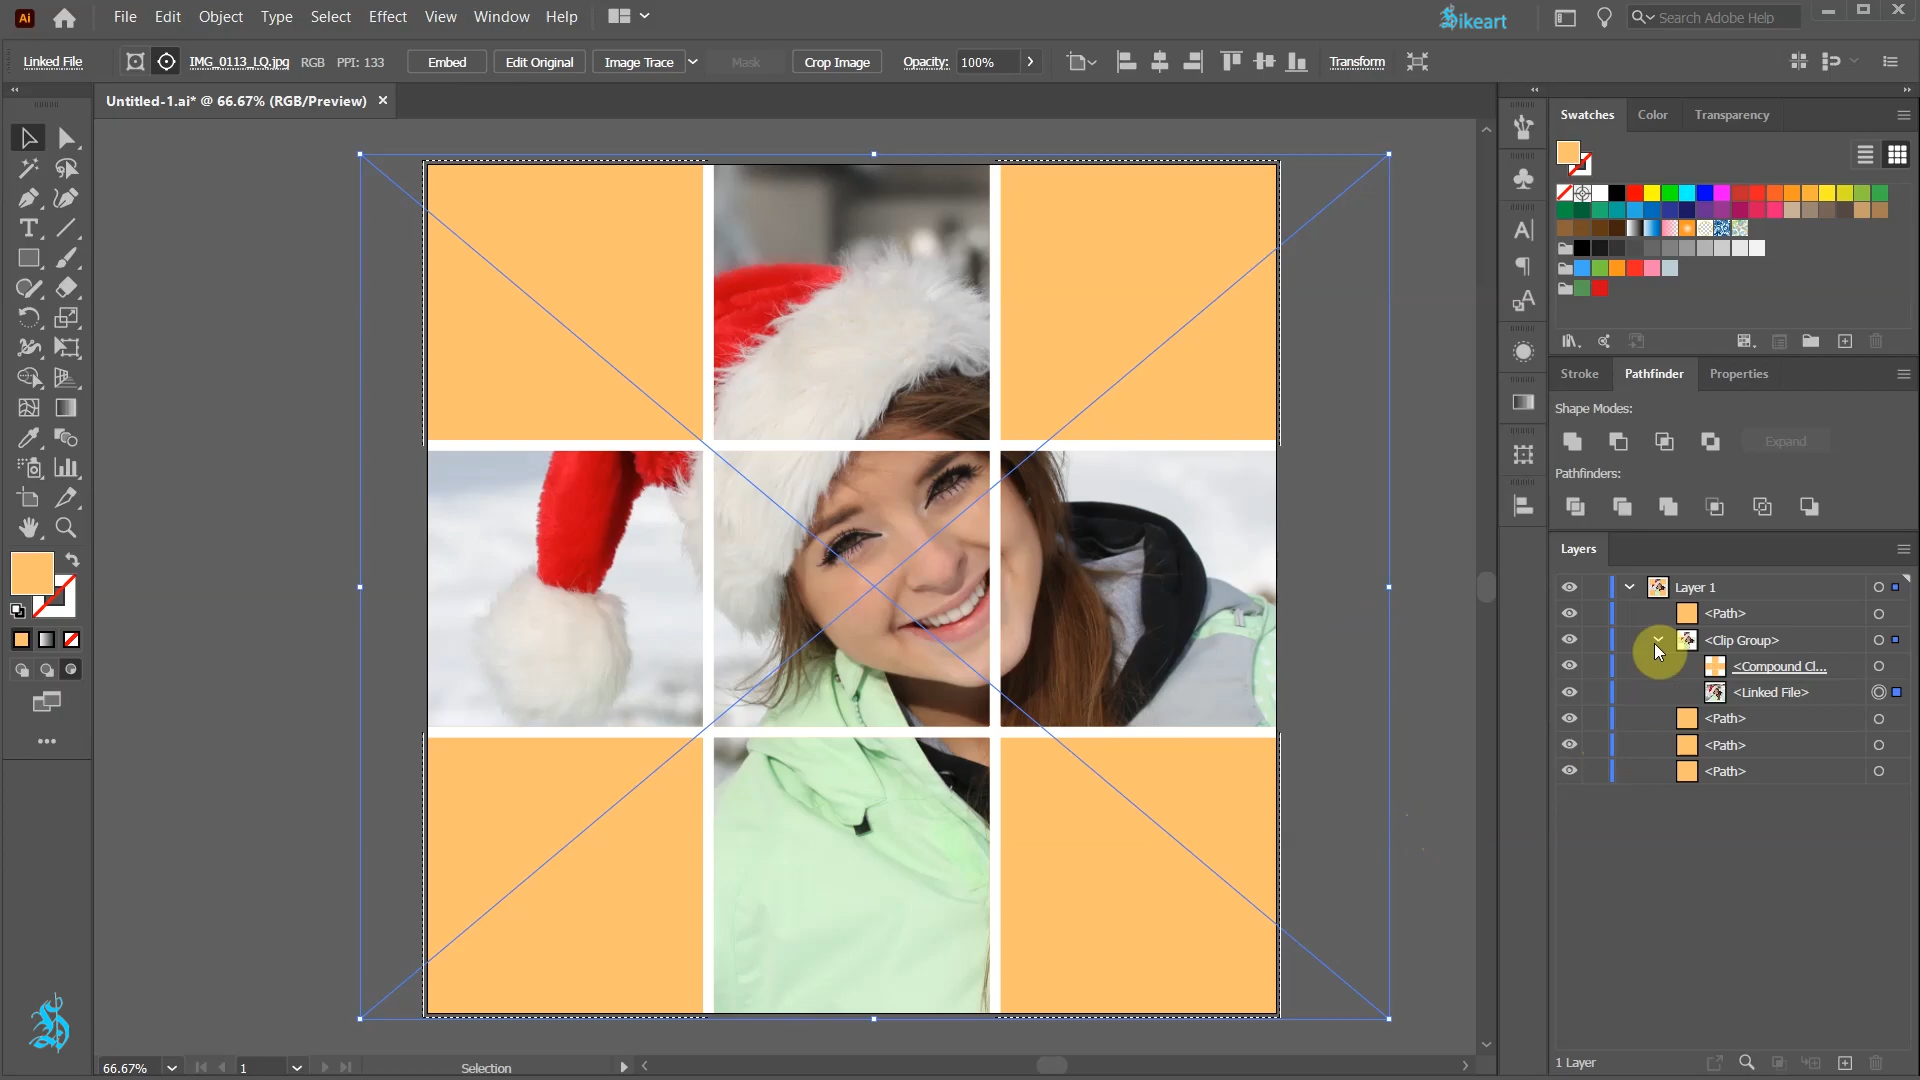 Ai File Edit Object Type Select Effect View Window Help
Dikeart
Search Adobe Help
Linked File
IMG_0113_LQ.jpg RGB PPI: 133
Embed Edit Original Image Trace Mask Crop Image
Opacity: 100%
Transform
Untitled-1.ai* @ 66.67% (RGB/Preview)
Swatches Color Transparency
Stroke Pathfinder Properties
Shape Modes:
Expand
Pathfinders:
Layers
Layer 1
<Path>
<Clip Group>
<Compound Cl...
<Linked File>
<Path>
<Path>
<Path>
1 Layer
66.67% 1 Selection